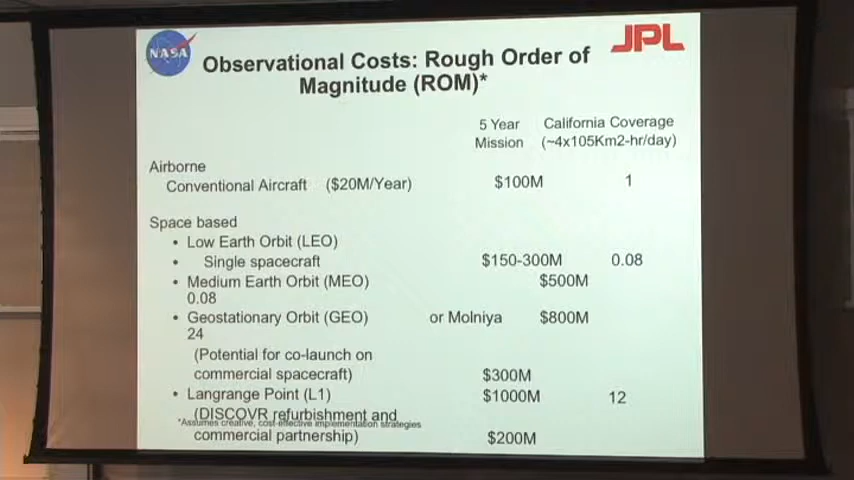 NASA
JPL
Observational Costs: Rough Order of
Magnitude (ROM)*
5 Year California Coverage
Mission (~4x105Km2-hr/day)
Airborne
Conventional Aircraft ($20M/Year) $100M 1
Space based
• Low Earth Orbit (LEO)
• Single spacecraft $150-300M 0.08
• Medium Earth Orbit (MEO) $500M
0.08
• Geostationary Orbit (GEO) or Molniya $800M
24
(Potential for co-launch on
commercial spacecraft) $300M
• Langrange Point (L1) $1000M 12
(DISCOVR refurbishment and
*Assumes creative, cost-effective implementation strategies
commercial partnership) $200M